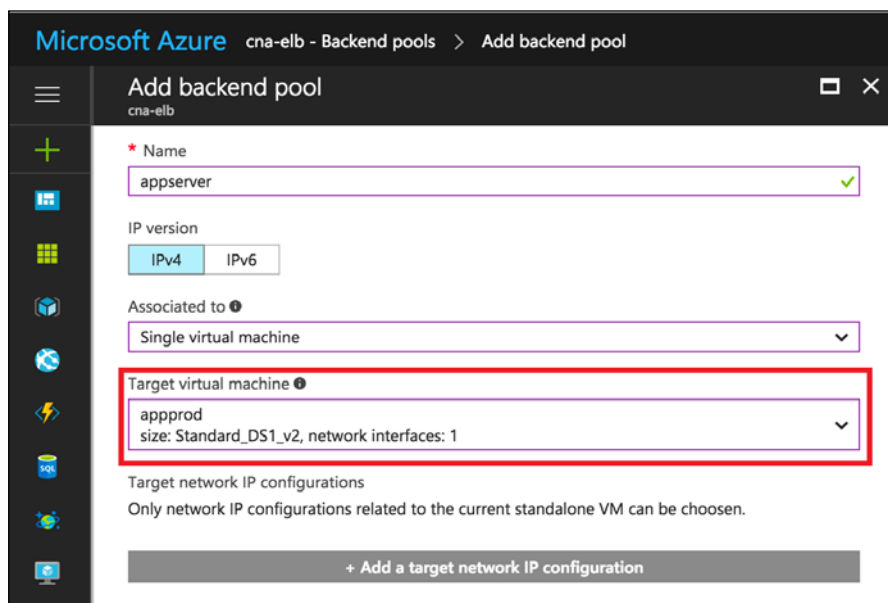 Microsoft Azure cna-elb - Backend pools > Add backend pool
Add backend pool
cna-elb
* Name
appserver
IP version
IPv4 IPv6
Associated to
Single virtual machine
Target virtual machine
appprod
size: Standard_DS1_v2, network interfaces: 1
Target network IP configurations
Only network IP configurations related to the current standalone VM can be choosen.
+ Add a target network IP configuration
SQL